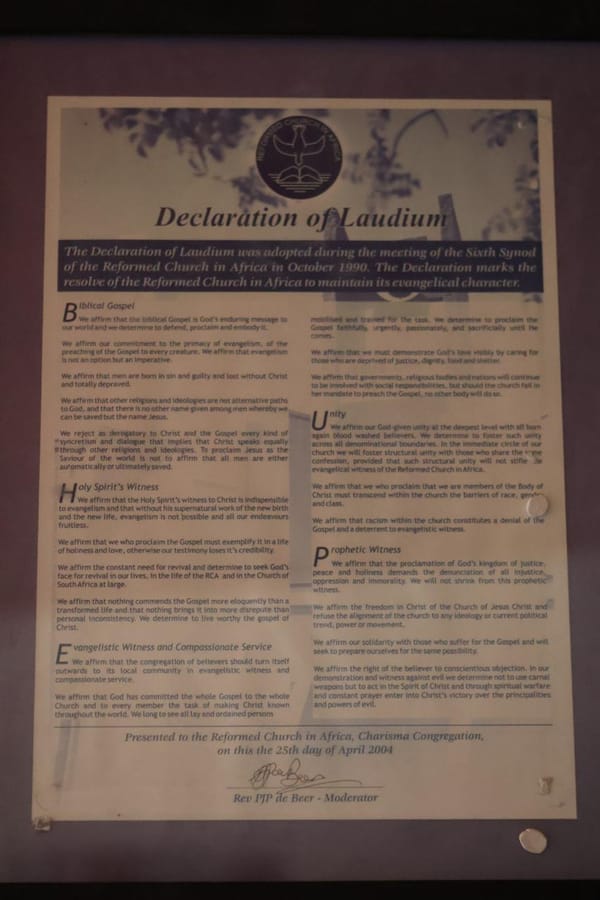 REFORMED CHURCH IN AFRICA
Declaration of Laudium
The Declaration of Laudium was adopted during the meeting of the Sixth Synod
of the Reformed Church in Africa in October 1990. The Declaration marks the
resolve of the Reformed Church in Africa to maintain its evangelical character.
Biblical Gospel
We affirm that the biblical Gospel is God's enduring message to
our world and we determine to defend, proclaim and embody it.
We affirm our commitment to the primacy of evangelism, of the
preaching of the Gospel to every creature. We affirm that evangelism
is not an option but an imperative.
We affirm that men are born in sin and guilty and lost without Christ
and totally depraved.
We affirm that other religions and ideologies are not alternative paths
to God, and that there is no other name given among men whereby we
can be saved but the name Jesus.
We reject as derogatory to Christ and the Gospel every kind of
syncretism and dialogue that implies that Christ speaks equally
through other religions and ideologies. To proclaim Jesus as the
Saviour of the world is not to affirm that all men are either
automatically or ultimately saved.
Holy Spirit's Witness
We affirm that the Holy Spirit's witness to Christ is indispensible
to evangelism and that without his supernatural work of the new birth
and the new life, evangelism is not possible and all our endeavours
fruitless.
We affirm that we who proclaim the Gospel must exemplify it in a life
of holiness and love, otherwise our testimony loses it's credibility.
We affirm the constant need for revival and determine to seek God's
face for revival in our lives, in the life of the RCA and in the Church of
South Africa at large.
We affirm that nothing commends the Gospel more eloquently than a
transformed life and that nothing brings it into more disrepute than
personal inconsistency. We determine to live worthy the gospel of
Christ.
Evangelistic Witness and Compassionate Service
We affirm that the congregation of believers should turn itself
outwards to its local community in evangelistic witness and
compassionate service.
We affirm that God has committed the whole Gospel to the whole
Church and to every member the task of making Christ known
throughout the world. We long to see all lay and ordained persons
mobilised and trained for the task. We determine to proclaim the
Gospel faithfully, urgently, passionately, and sacrificially until He
comes.
We affirm that we must demonstrate God's love visibly by caring for
those who are deprived of justice, dignity, food and shelter.
We affirm that governments, religious bodies and nations will continue
to be involved with social responsibilities, but should the church fail in
her mandate to preach the Gospel, no other body will do so.
Unity
We affirm our God-given unity at the deepest level with all born
again blood washed believers. We determine to foster such unity
across all denominational boundaries. In the immediate circle of our
church we will foster structural unity with those who share the same
confession, provided that such structural unity will not stifle the
evangelical witness of the Reformed Church in Africa.
We affirm that we who proclaim that we are members of the Body of
Christ must transcend within the church the barriers of race, gender
and class.
We affirm that racism within the church constitutes a denial of the
Gospel and a deterrent to evangelistic witness.
Prophetic Witness
We affirm that the proclamation of God's kingdom of justice,
peace and holiness demands the denunciation of all injustice,
oppression and immorality. We will not shrink from this prophetic
witness.
We affirm the freedom in Christ of the Church of Jesus Christ and
refuse the alignment of the church to any ideology or current political
trend, power or movement.
We affirm our solidarity with those who suffer for the Gospel and will
seek to prepare ourselves for the same possibility.
We affirm the right of the believer to conscientious objection. In our
demonstration and witness against evil we determine not to use carnal
weapons but to act in the Spirit of Christ and through spiritual warfare
and constant prayer enter into Christ's victory over the principalities
and powers of evil.
Presented to the Reformed Church in Africa, Charisma Congregation,
on this the 25th day of April 2004
Rev PJP de Beer - Moderator